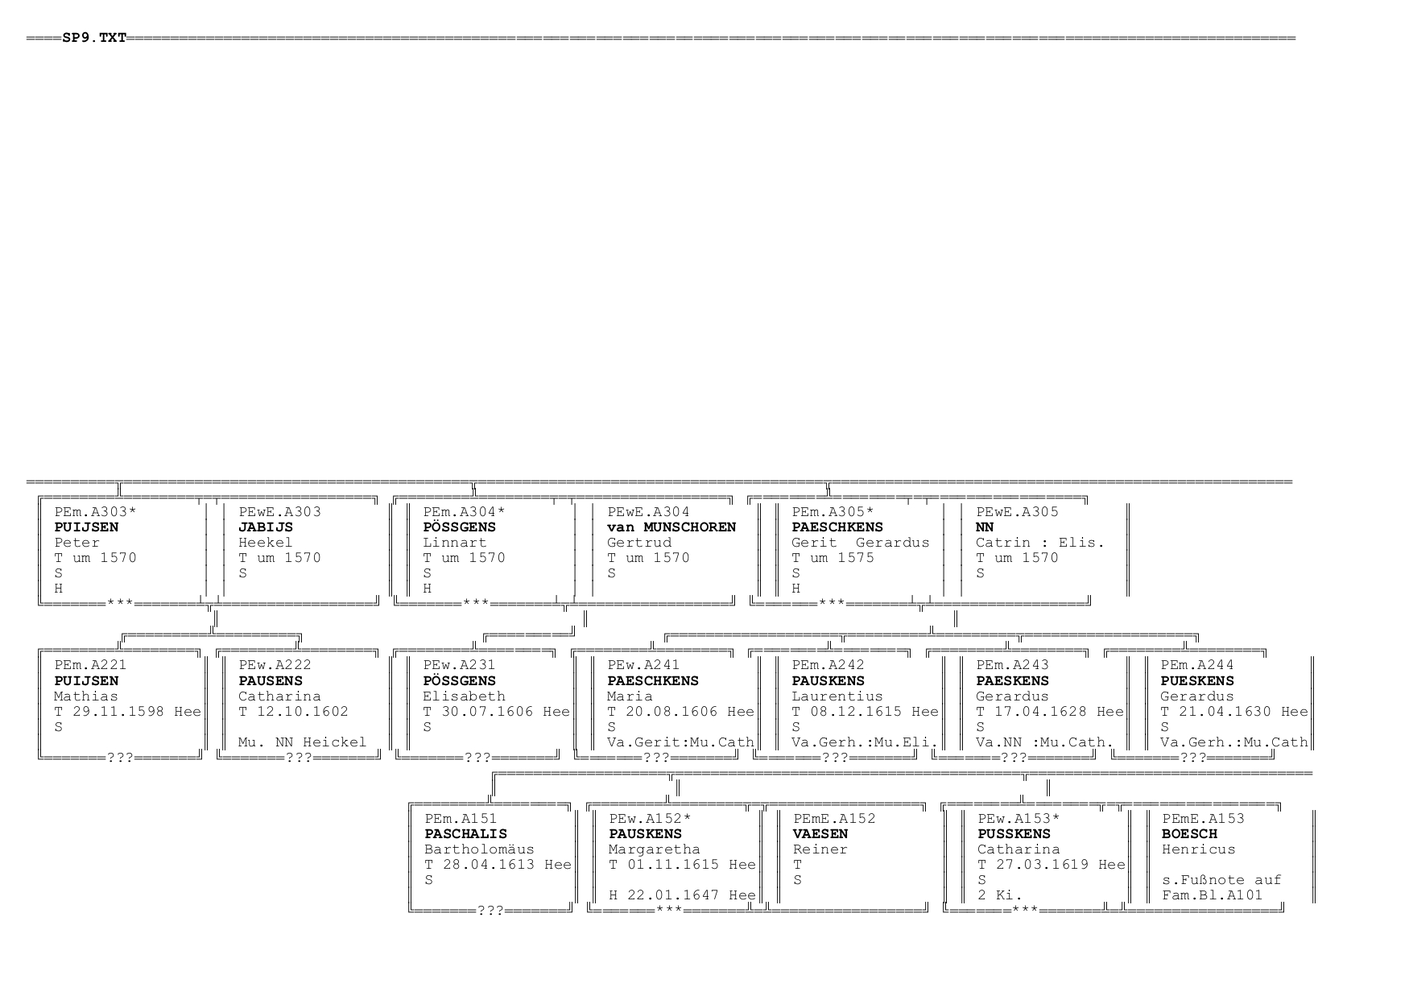 SP9.TXT
PEm.A303* PEwE.A303 PEm.A304* PEwE.A304 PEm.A305* PEwE.A305
PUIJSEN JABIJS PÖSSGENS van MUNSCHOREN PAESCHKENS NN
Peter Heekel Linnart Gertrud Gerit Gerardus Catrin : Elis.
T um 1570 T um 1570 T um 1570 T um 1570 T um 1575 T um 1570
S S S S S S
H H H
*** *** ***
PEm.A221 PEw.A222 PEw.A231 PEw.A241 PEm.A242 PEm.A243 PEm.A244
PUIJSEN PAUSENS PÖSSGENS PAESCHKENS PAUSKENS PAESKENS PUESKENS
Mathias Catharina Elisabeth Maria Laurentius Gerardus Gerardus
T 29.11.1598 Hee T 12.10.1602 T 30.07.1606 Hee T 20.08.1606 Hee T 08.12.1615 Hee T 17.04.1628 Hee T 21.04.1630 Hee
S S S S S S
Mu. NN Heickel Va.Gerit:Mu.Cath Va.Gerh.:Mu.Eli. Va.NN :Mu.Cath. Va.Gerh.:Mu.Cath
??? ??? ??? ??? ??? ??? ???
PEm.A151 PEw.A152* PEmE.A152 PEw.A153* PEmE.A153
PASCHALIS PAUSKENS VAESEN PUSSKENS BOESCH
Bartholomäus Margaretha Reiner Catharina Henricus
T 28.04.1613 Hee T 01.11.1615 Hee T T 27.03.1619 Hee
S S S s.Fußnote auf
H 22.01.1647 Hee 2 Ki. Fam.Bl.A101
??? *** ***